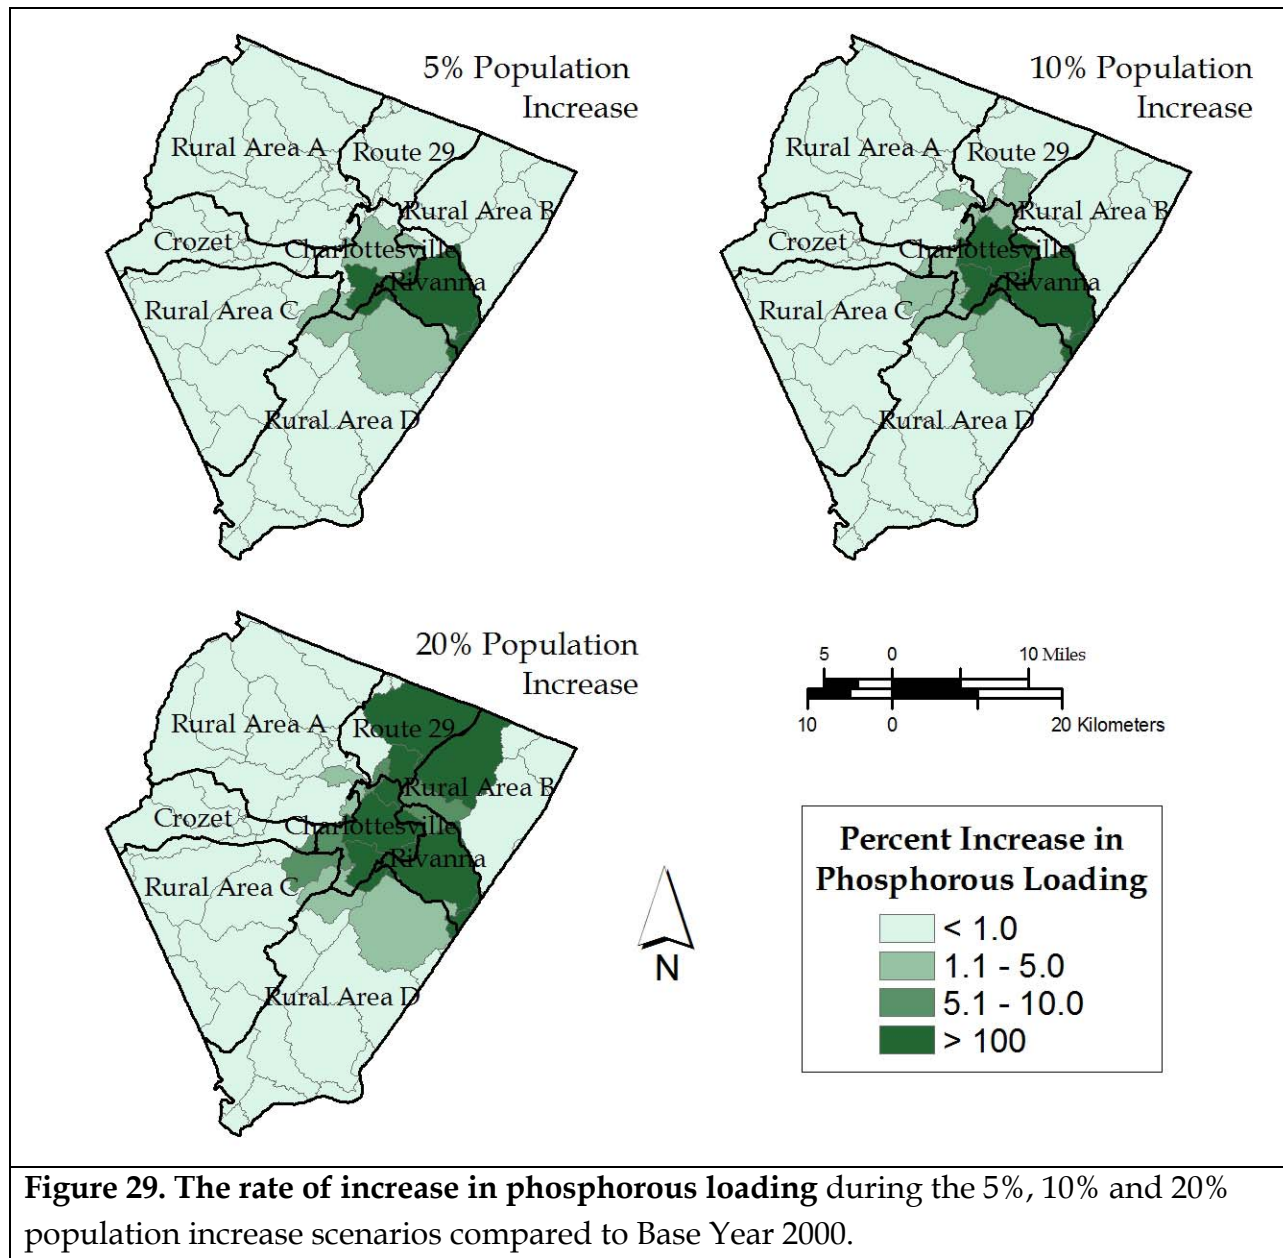 5% Population
Increase
Rural Area A
Route 29
Rural Area B
Crozet
Charlottesville
Rivanna
Rural Area C
Rural Area D
10% Population
Increase
Rural Area A
Route 29
Rural Area B
Crozet
Charlottesville
Rivanna
Rural Area C
Rural Area D
20% Population
Increase
Rural Area A
Route 29
Rural Area B
Crozet
Charlottesville
Rivanna
Rural Area C
Rural Area D
5 0 10 Miles
10 0 20 Kilometers
N
Percent Increase in
Phosphorous Loading
< 1.0
1.1 - 5.0
5.1 - 10.0
> 100
Figure 29. The rate of increase in phosphorous loading during the 5%, 10% and 20%
population increase scenarios compared to Base Year 2000.